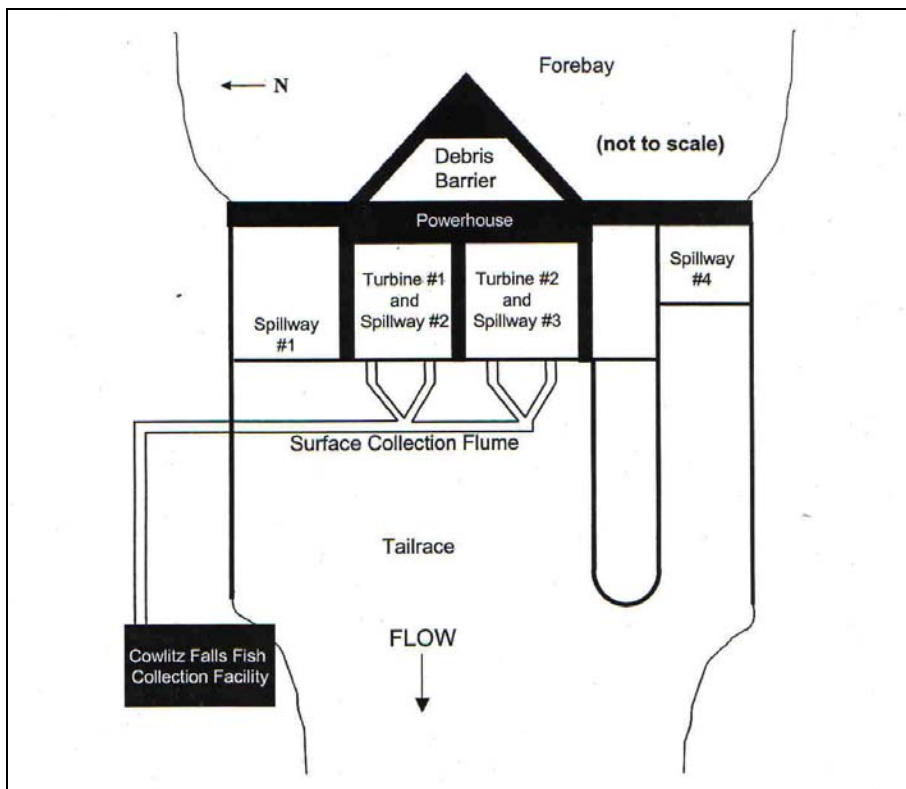 Forebay
N
(not to scale)
Debris
Barrier
Powerhouse
Turbine #1
and
Spillway #2
Turbine #2
and
Spillway #3
Spillway
#4
Spillway
#1
Surface Collection Flume
Tailrace
FLOW
Cowlitz Falls Fish
Collection Facility